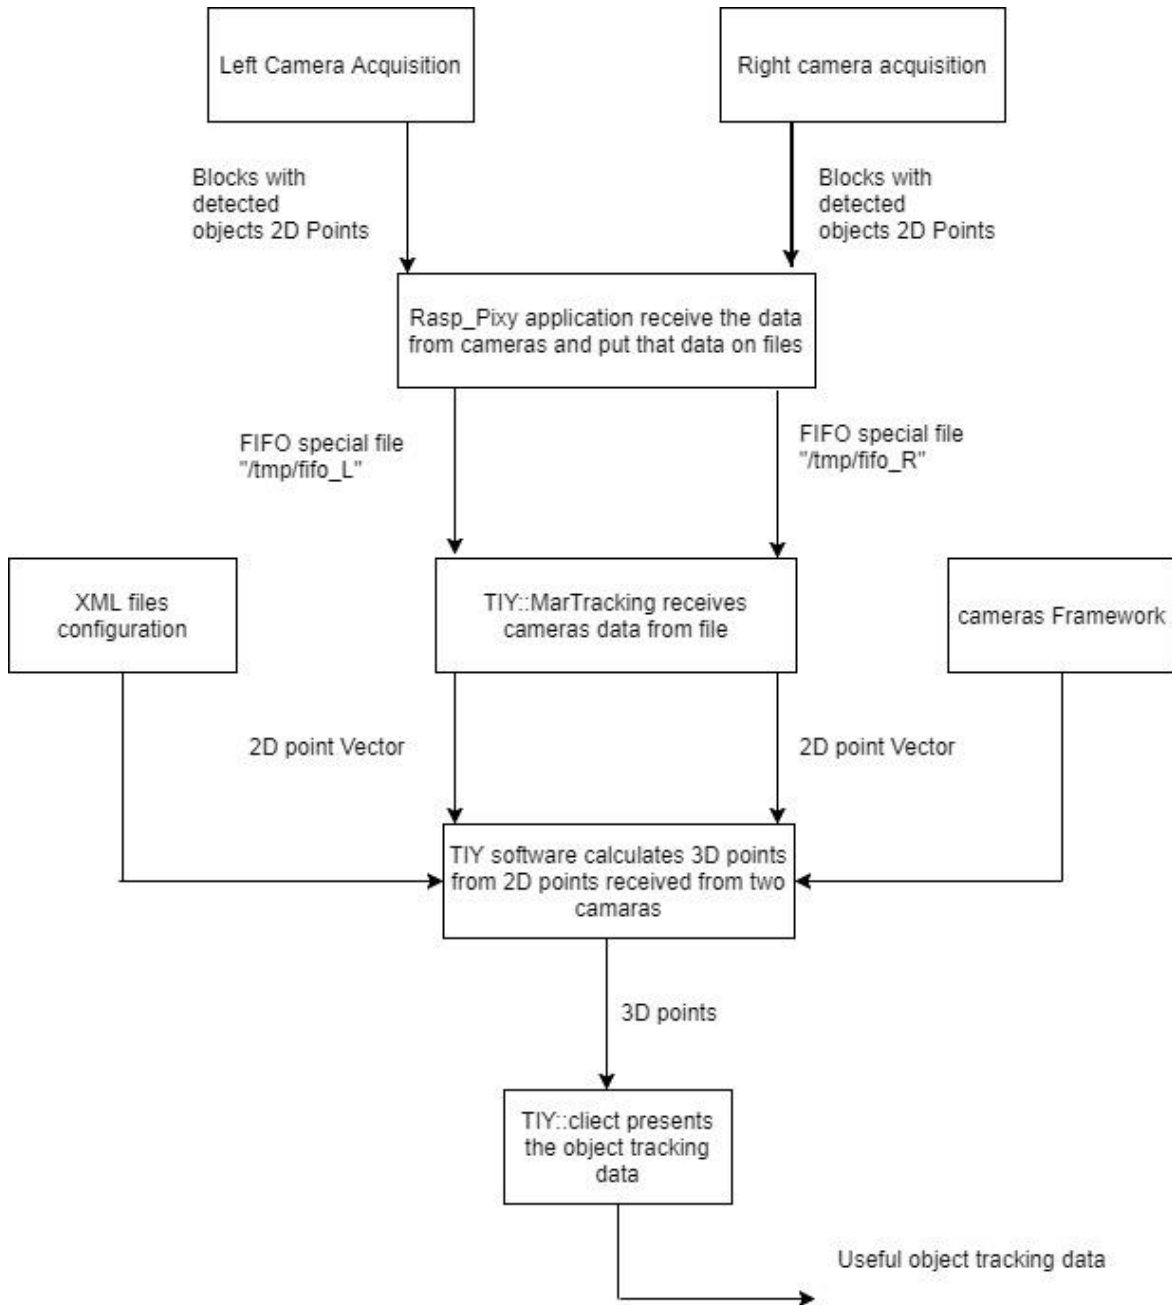 Left Camera Acquisition
Right camera acquisition
Blocks with
detected
objects 2D Points
Blocks with
detected
objects 2D Points
Rasp_Pixy application receive the data
from cameras and put that data on files
FIFO special file
"/tmp/fifo_L"
FIFO special file
"/tmp/fifo_R"
XML files
configuration
TIY::MarTracking receives
cameras data from file
cameras Framework
2D point Vector
2D point Vector
TIY software calculates 3D points
from 2D points received from two
camaras
3D points
TIY::cliect presents
the object tracking
data
Useful object tracking data